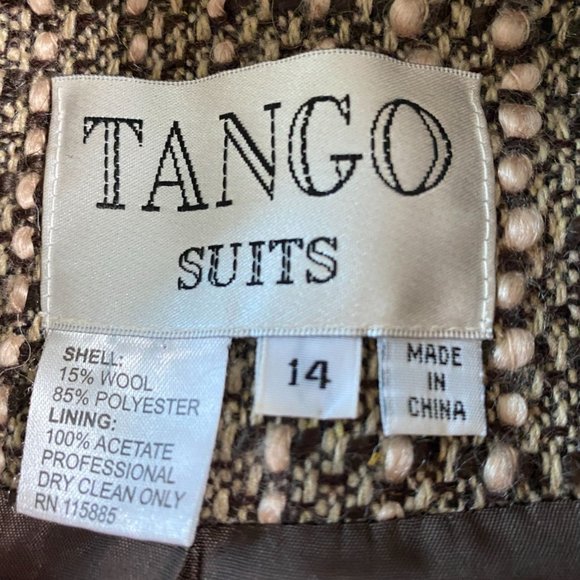 TANGO
SUITS
SHELL:
15% WOOL
85% POLYESTER
LINING:
100% ACETATE
PROFESSIONAL
DRY CLEAN ONLY
RN 115885
14
MADE
IN
CHINA